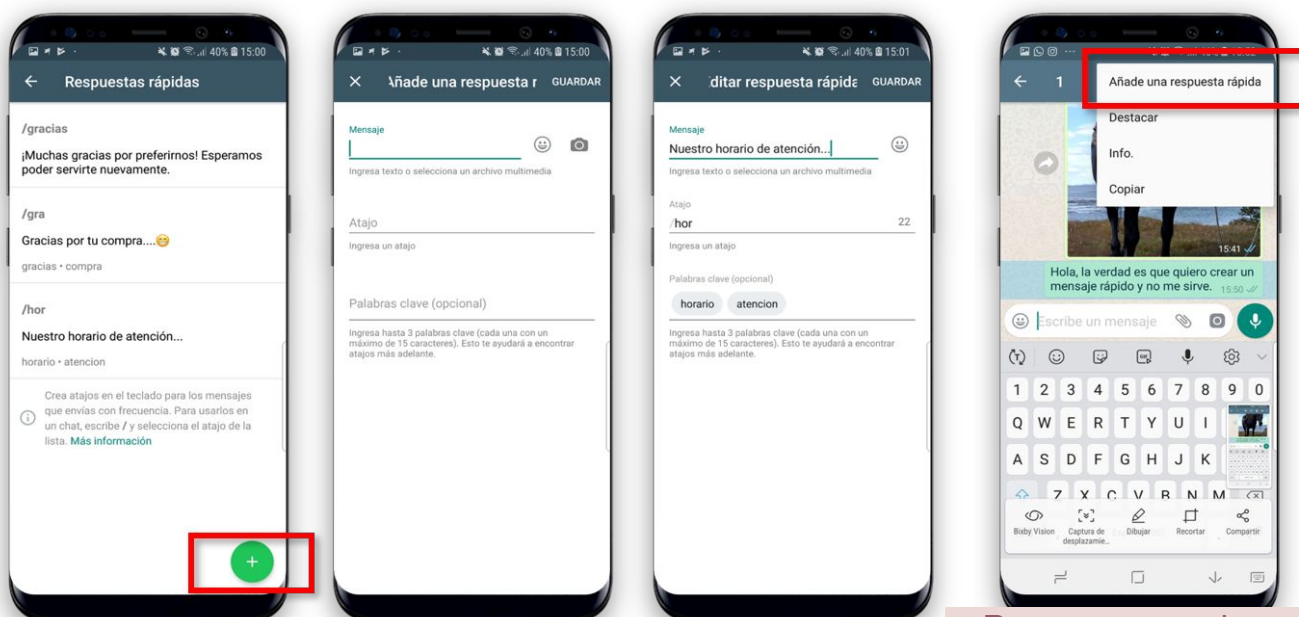 40% 15:00
Respuestas rápidas
/gracias
¡Muchas gracias por preferirnos! Esperamos
poder servirte nuevamente.
/gra
Gracias por tu compra....😁
gracias • compra
/hor
Nuestro horario de atención...
horario • atencion
Crea atajos en el teclado para los mensajes
que envías con frecuencia. Para usarlos en
un chat, escribe / y selecciona el atajo de la
lista. Más información
+
40% 15:00
Añade una respuesta r GUARDAR
Mensaje
Ingresa texto o selecciona un archivo multimedia
Atajo
Ingresa un atajo
Palabras clave (opcional)
Ingresa hasta 3 palabras clave (cada una con un
máximo de 15 caracteres). Esto te ayudará a encontrar
atajos más adelante.
40% 15:01
ditar respuesta rápida GUARDAR
Mensaje
Nuestro horario de atención...
Ingresa texto o selecciona un archivo multimedia
Atajo
/hor 22
Ingresa un atajo
Palabras clave (opcional)
horario atencion
Ingresa hasta 3 palabras clave (cada una con un
máximo de 15 caracteres). Esto te ayudará a encontrar
atajos más adelante.
1
Añade una respuesta rápida
Destacar
Info.
Copiar
15:41
Hola, la verdad es que quiero crear un
mensaje rápido y no me sirve. 15:50
Escribe un mensaje
GIF
1 2 3 4 5 6 7 8 9 0
Q W E R T Y U I
A S D F G H J K
Z X C V B N M
Bixby Vision
Captura de
desplazamie...
Dibujar
Recortar
Compartir